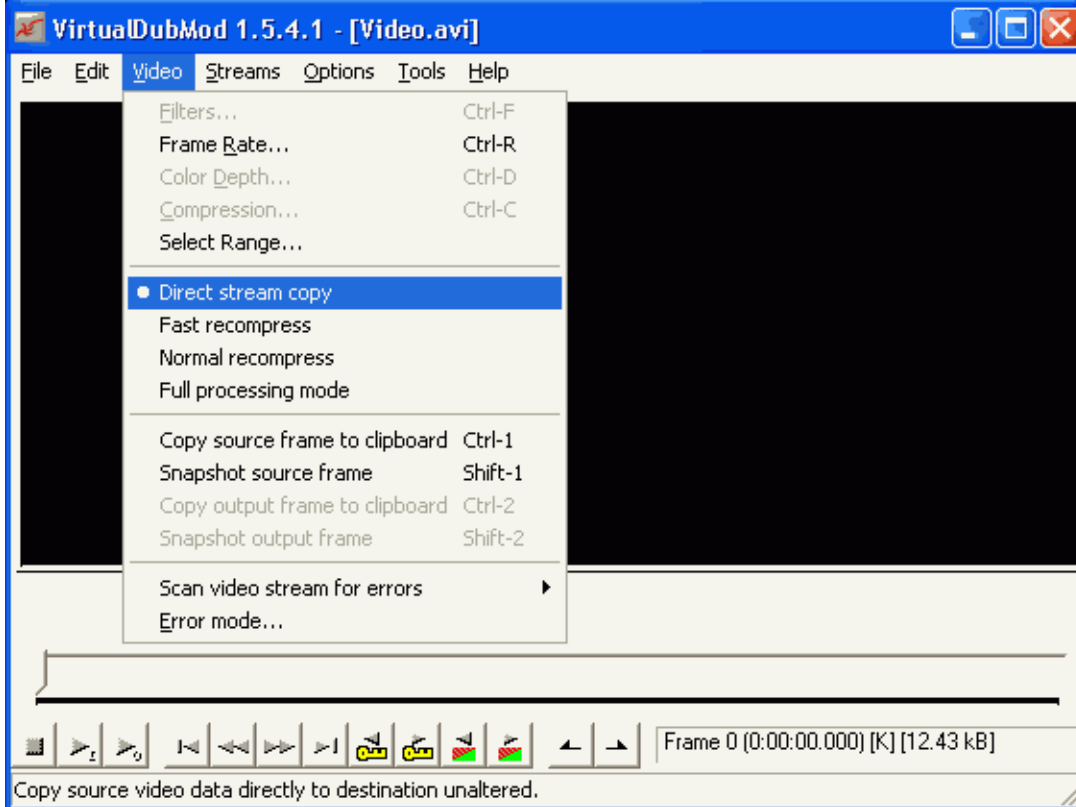 VirtualDubMod 1.5.4.1 - [Video.avi]
File Edit Video Streams Options Tools Help
Filters... Ctrl-F
Frame Rate... Ctrl-R
Color Depth... Ctrl-D
Compression... Ctrl-C
Select Range...
Direct stream copy
Fast recompress
Normal recompress
Full processing mode
Copy source frame to clipboard Ctrl-1
Snapshot source frame Shift-1
Copy output frame to clipboard Ctrl-2
Snapshot output frame Shift-2
Scan video stream for errors
Error mode...
I O
Frame 0 (0:00:00.000) [K] [12.43 kB]
Copy source video data directly to destination unaltered.